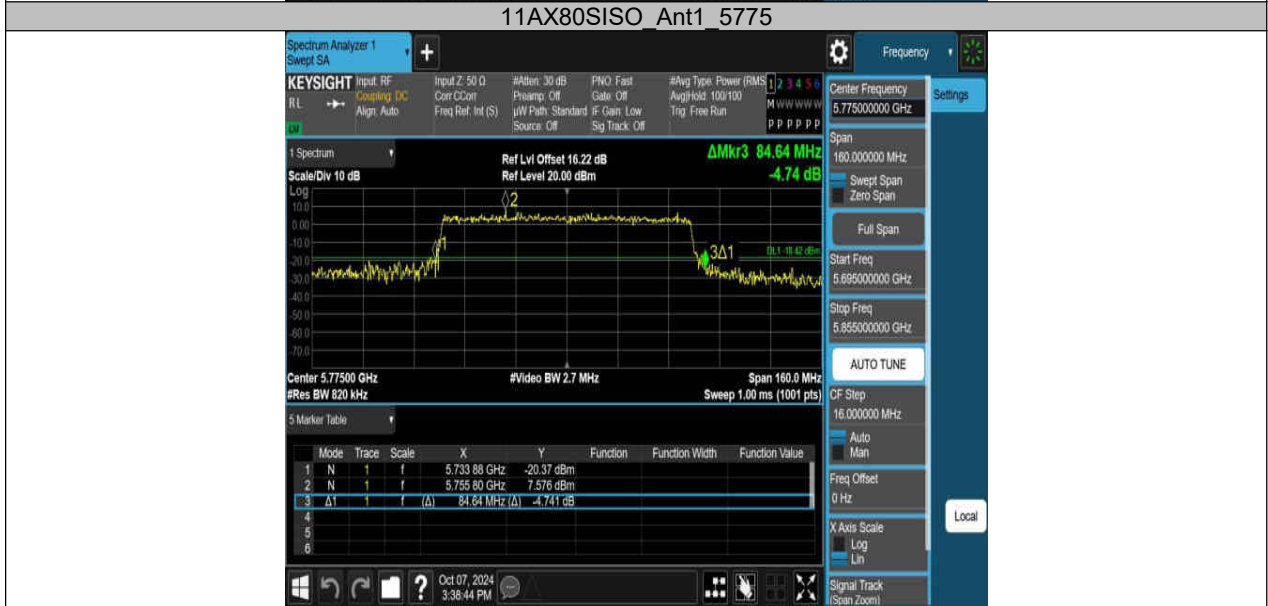 11AX80SISO_Ant1_5775
Spectrum Analyzer 1
Swept SA
+
Frequency
KEYSIGHT
RL
Input: RF
Coupling: DC
Align: Auto
Input Z: 50 Ω
Corr CCorr
Freq Ref: Int (S)
#Atten: 30 dB
Preamp: Off
µW Path: Standard
Source: Off
PNO: Fast
Gate: Off
IF Gain: Low
Sig Track: Off
#Avg Type: Power (RMS
Avg|Hold: 100/100
Trig: Free Run
1 2 3 4 5 6
M W W W W W
P P P P P P
Center Frequency
5.775000000 GHz
Settings
Span
160.000000 MHz
Swept Span
Zero Span
Full Span
Start Freq
5.695000000 GHz
Stop Freq
5.855000000 GHz
AUTO TUNE
CF Step
16.000000 MHz
Auto
Man
Freq Offset
0 Hz
X Axis Scale
Log
Lin
Signal Track
(Span Zoom)
Local
1 Spectrum
Scale/Div 10 dB
Ref Lvl Offset 16.22 dB
Ref Level 20.00 dBm
ΔMkr3 84.64 MHz
-4.74 dB
Log
10.0
0.00
-10.0
-20.0
-30.0
-40.0
-50.0
-60.0
-70.0
2
1
3Δ1
DL1 -18.42 dBm
Center 5.77500 GHz
#Video BW 2.7 MHz
Span 160.0 MHz
#Res BW 820 kHz
Sweep 1.00 ms (1001 pts)
5 Marker Table
Mode Trace Scale X Y Function Function Width Function Value
1 N 1 f 5.733 88 GHz -20.37 dBm
2 N 1 f 5.755 80 GHz 7.576 dBm
3 Δ1 1 f (Δ) 84.64 MHz (Δ) -4.741 dB
4
5
6
?
Oct 07, 2024
3:38:44 PM